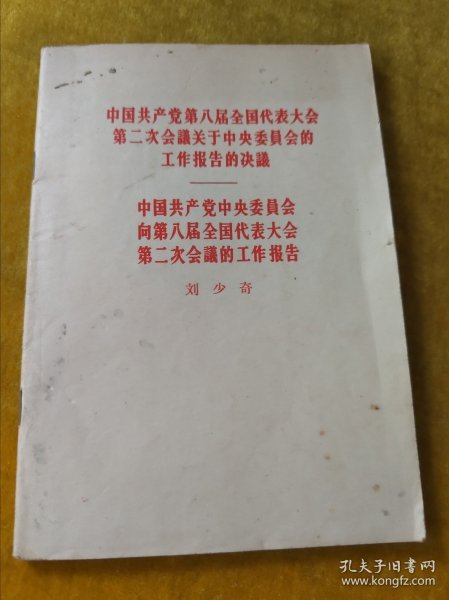 中国共产党第八届全国代表大会
第二次会議关于中央委員会的
工作报告的决議
中国共产党中央委員会
向第八届全国代表大会
第二次会議的工作报告
刘少奇
孔夫子旧书网
www.kongfz.com